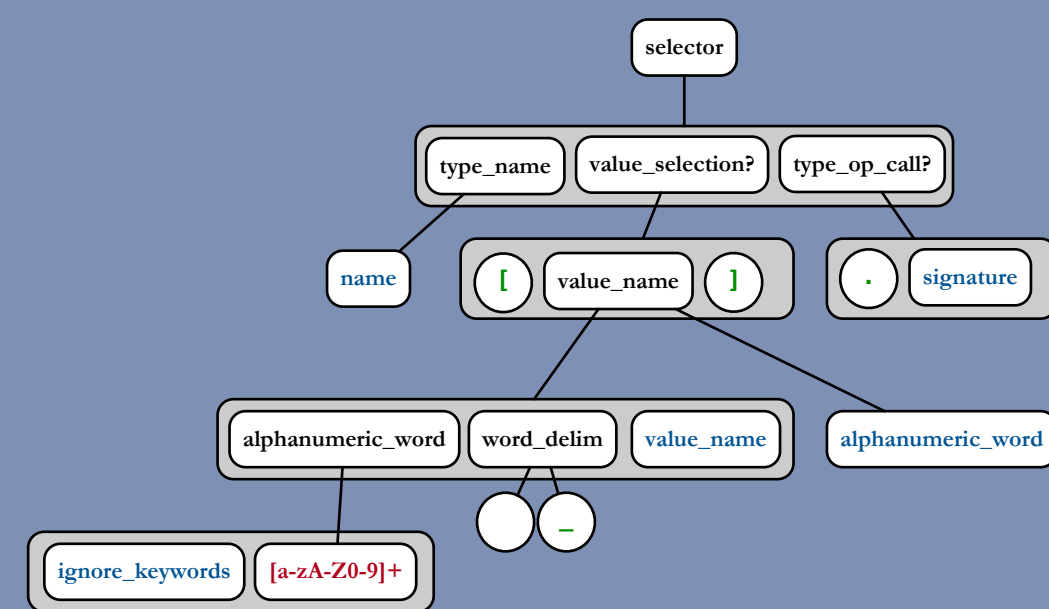 selector
type_name value_selection? type_op_call?
name [ value_name ] . signature
alphanumeric_word word_delim value_name alphanumeric_word
_
ignore_keywords [a-zA-Z0-9]+